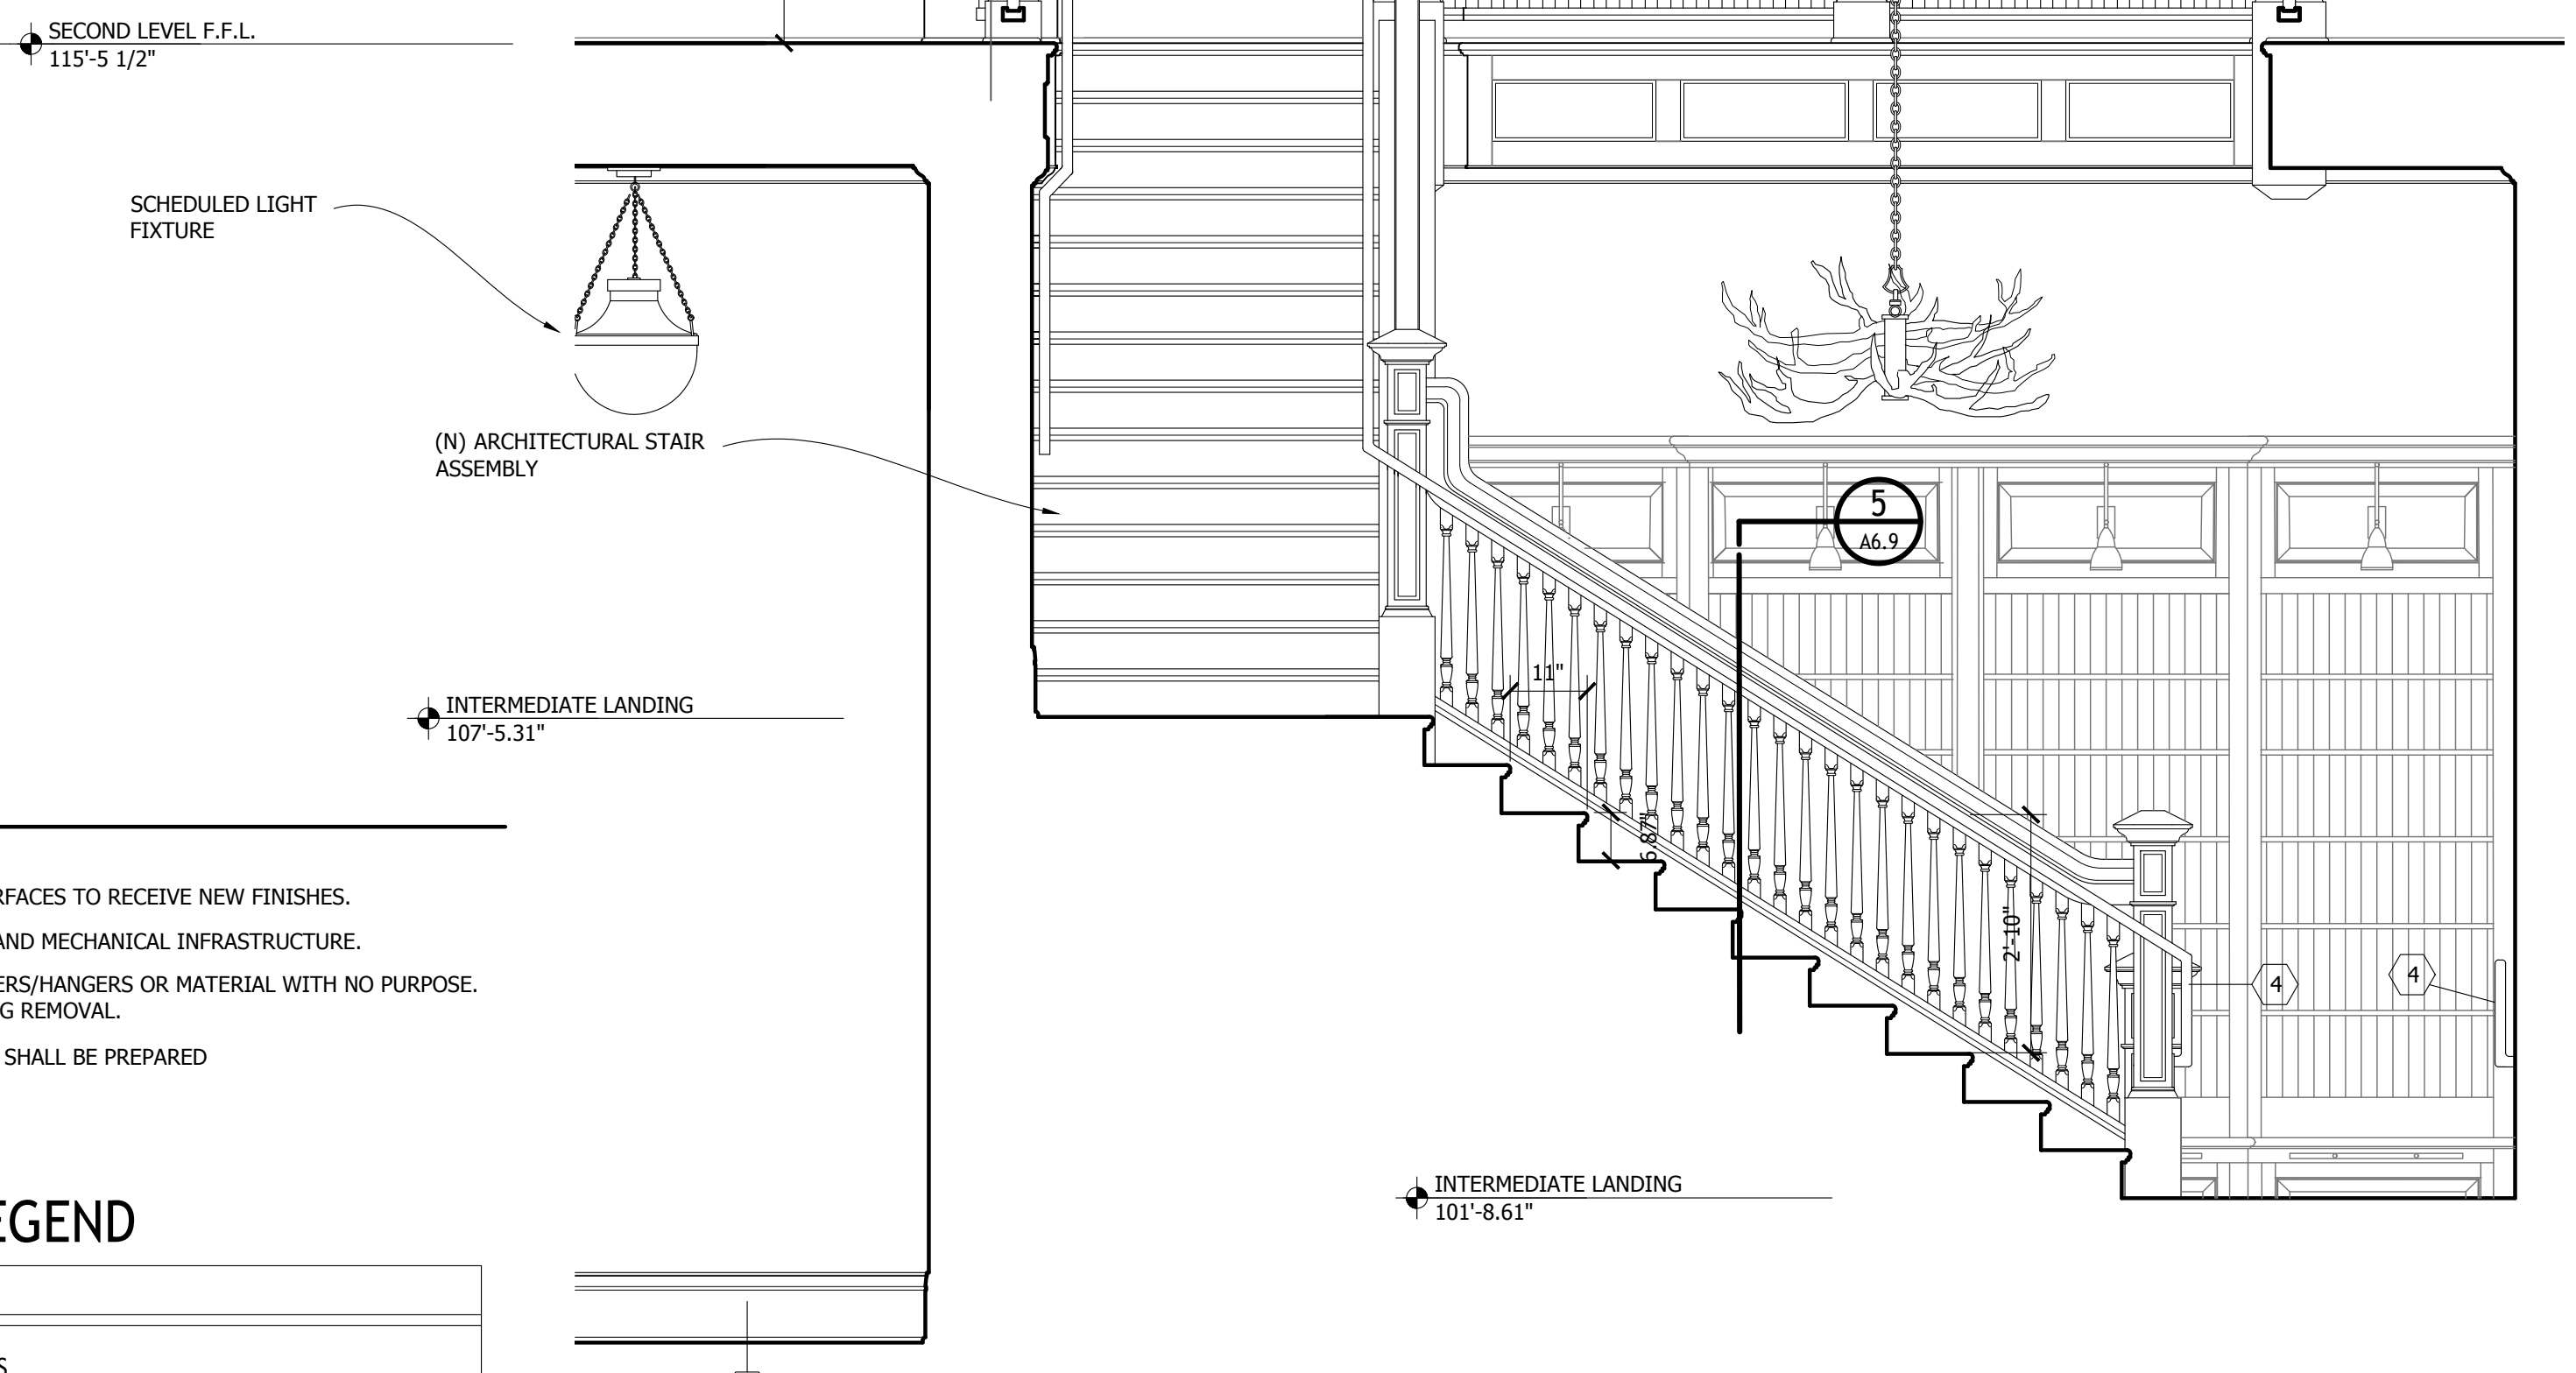 SECOND LEVEL F.F.L.
115'-5 1/2"
SCHEDULED LIGHT
FIXTURE
(N) ARCHITECTURAL STAIR
ASSEMBLY
5
A6.9
11"
INTERMEDIATE LANDING
107'-5.31"
6.87"
2'-10"
4
4
RFACES TO RECEIVE NEW FINISHES.
AND MECHANICAL INFRASTRUCTURE.
ERS/HANGERS OR MATERIAL WITH NO PURPOSE.
G REMOVAL.
SHALL BE PREPARED
INTERMEDIATE LANDING
101'-8.61"
EGEND
S